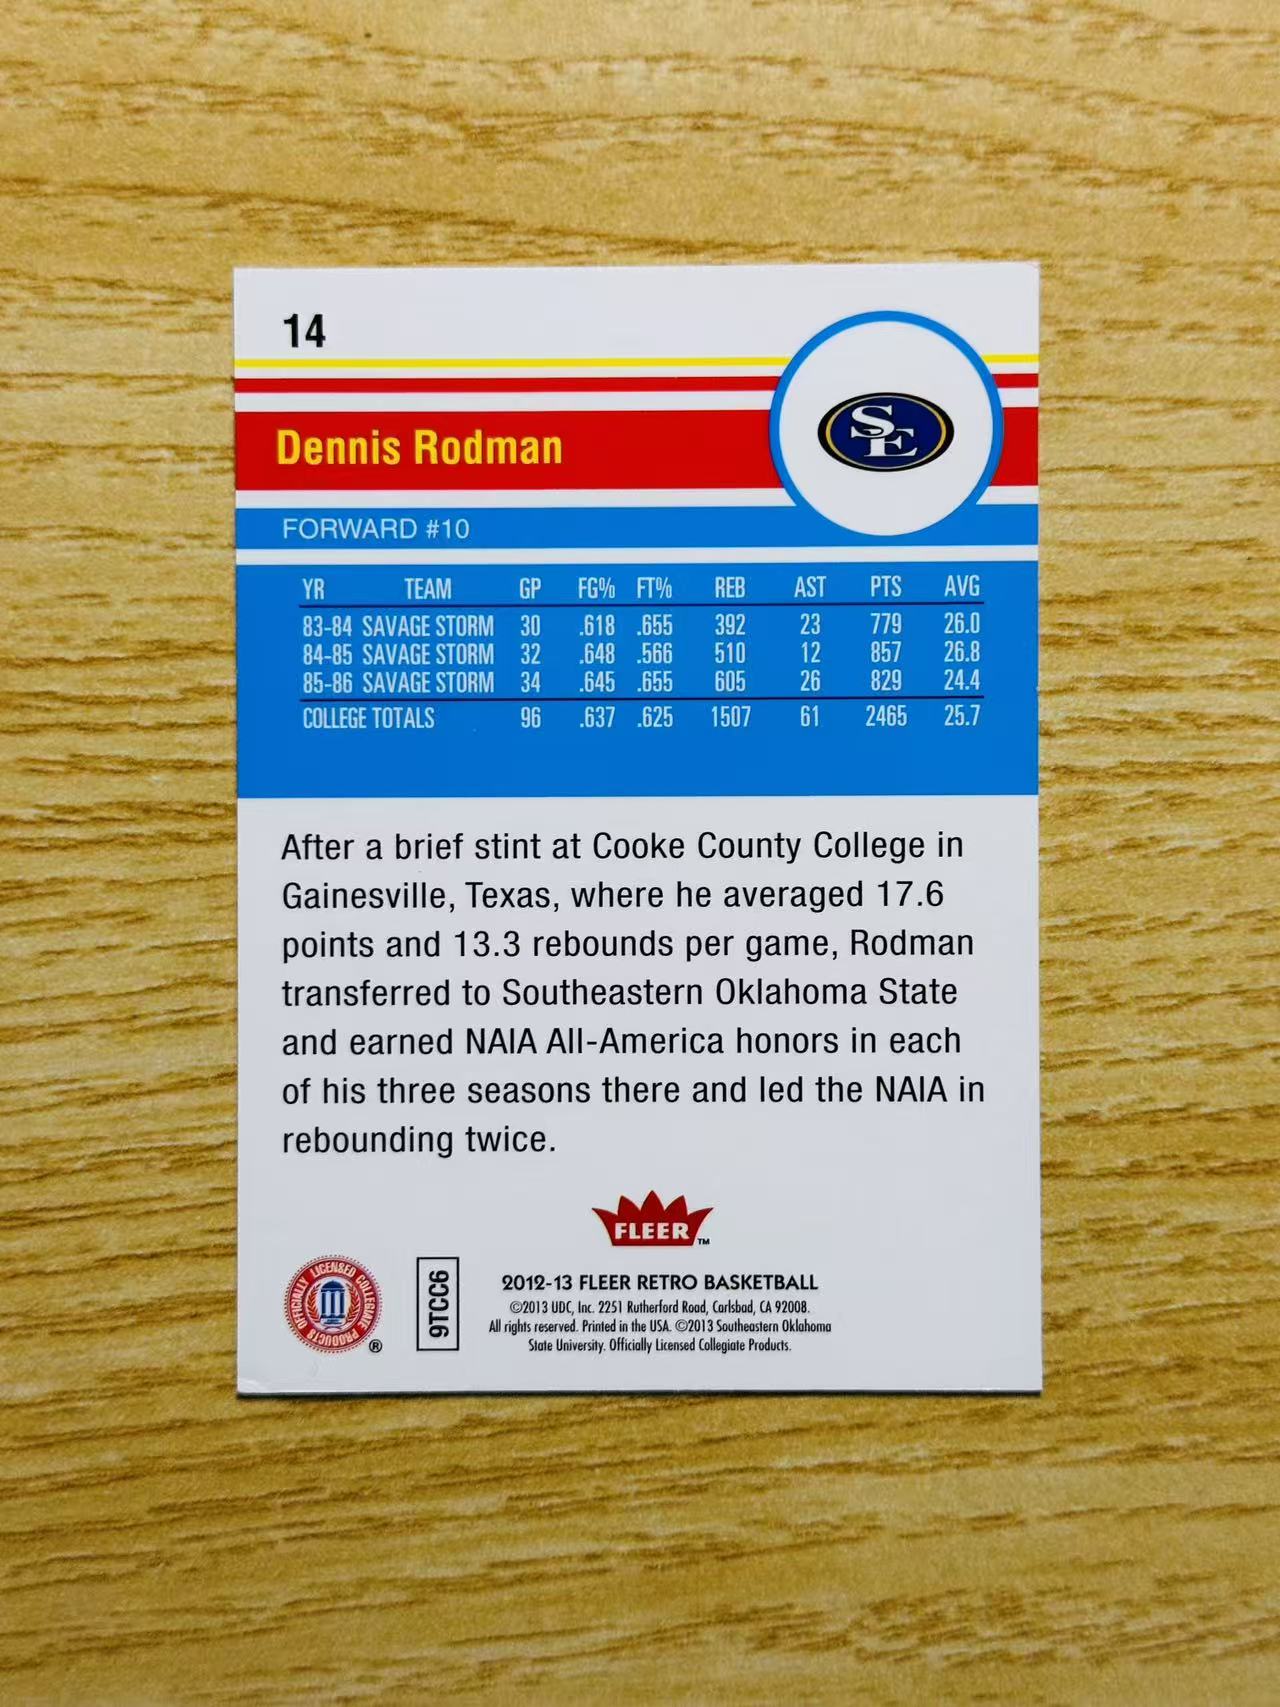 14
SE
Dennis Rodman
FORWARD #10
YR TEAM GP FG% FT% REB AST PTS AVG
83-84 SAVAGE STORM 30 .618 .655 392 23 779 26.0
84-85 SAVAGE STORM 32 .648 .566 510 12 857 26.8
85-86 SAVAGE STORM 34 .645 .655 605 26 829 24.4
COLLEGE TOTALS 96 .637 .625 1507 61 2465 25.7
After a brief stint at Cooke County College in
Gainesville, Texas, where he averaged 17.6
points and 13.3 rebounds per game, Rodman
transferred to Southeastern Oklahoma State
and earned NAIA All-America honors in each
of his three seasons there and led the NAIA in
rebounding twice.
FLEER™
OFFICIALLY LICENSED COLLEGIATE PRODUCTS ®
9TCC6
2012-13 FLEER RETRO BASKETBALL
©2013 UDC, Inc. 2251 Rutherford Road, Carlsbad, CA 92008.
All rights reserved. Printed in the USA. ©2013 Southeastern Oklahoma
State University. Officially Licensed Collegiate Products.